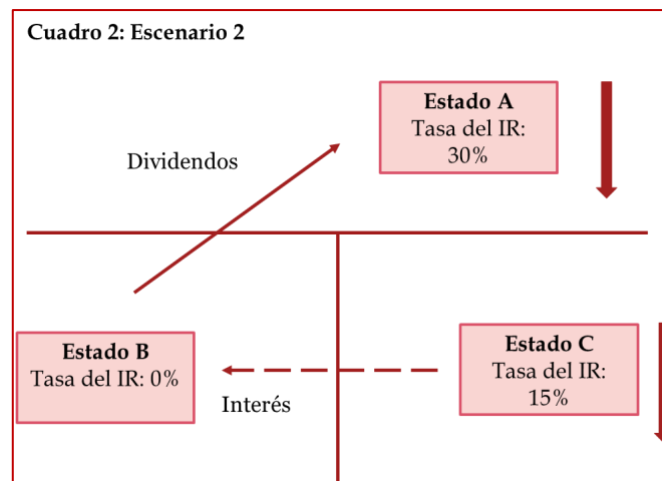 Cuadro 2: Escenario 2
Estado A
Tasa del IR:
30%
Dividendos
Estado B
Tasa del IR: 0%
Interés
Estado C
Tasa del IR:
15%